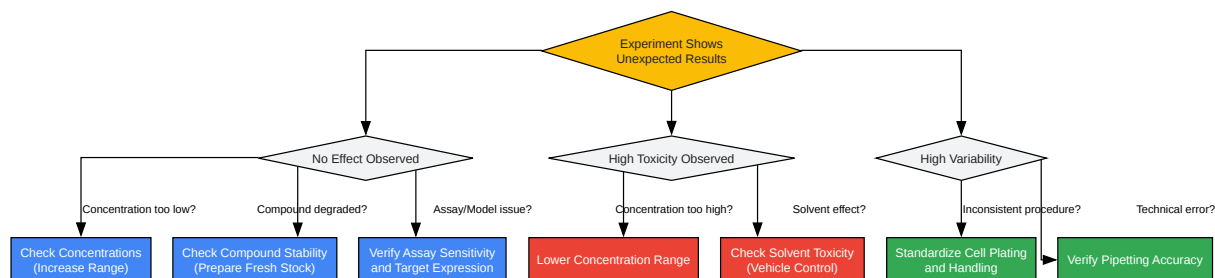 Experiment Shows
Unexpected Results
No Effect Observed
High Toxicity Observed
High Variability
Concentration too low?
Compound degraded?
Assay/Model issue?
Concentration too high?
Solvent effect?
Inconsistent procedure?
Technical error?
Check Concentrations
(Increase Range)
Check Compound Stability
(Prepare Fresh Stock)
Verify Assay Sensitivity
and Target Expression
Lower Concentration Range
Check Solvent Toxicity
(Vehicle Control)
Standardize Cell Plating
and Handling
Verify Pipetting Accuracy